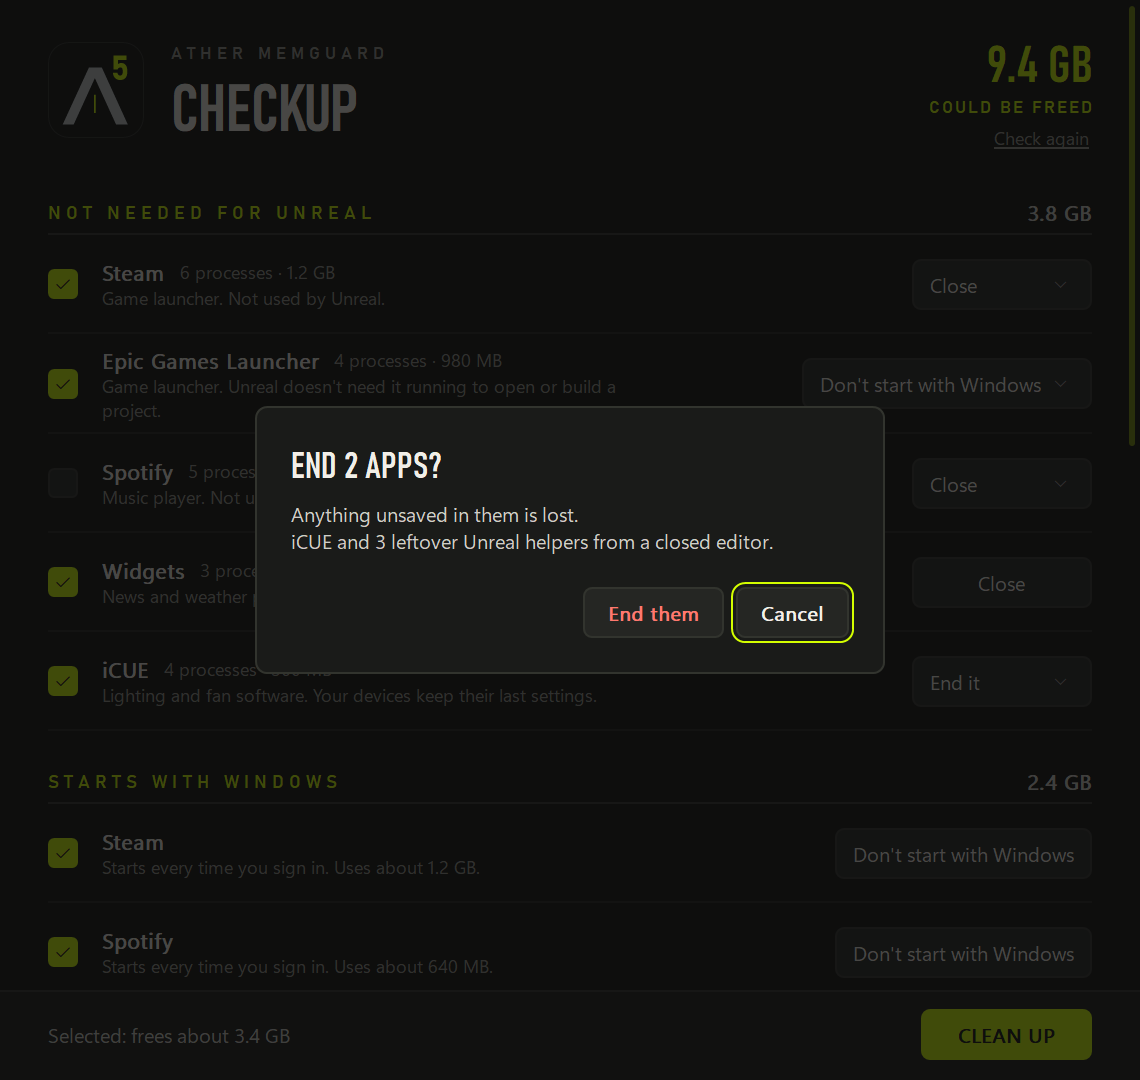 5
ATHER MEMGUARD
CHECKUP
9.4 GB
COULD BE FREED
Check again
NOT NEEDED FOR UNREAL
3.8 GB
Steam 6 processes · 1.2 GB
Game launcher. Not used by Unreal.
Close
Epic Games Launcher 4 processes · 980 MB
Game launcher. Unreal doesn't need it running to open or build a
project.
Don't start with Windows
Spotify 5
Music player. Not
Close
Widgets 3
News and weather
Close
END 2 APPS?
Anything unsaved in them is lost.
iCUE and 3 leftover Unreal helpers from a closed editor.
End them
Cancel
iCUE 4 processes
Lighting and fan software. Your devices keep their last settings.
End it
STARTS WITH WINDOWS
2.4 GB
Steam
Starts every time you sign in. Uses about 1.2 GB.
Don't start with Windows
Spotify
Starts every time you sign in. Uses about 640 MB.
Don't start with Windows
Selected: frees about 3.4 GB
CLEAN UP